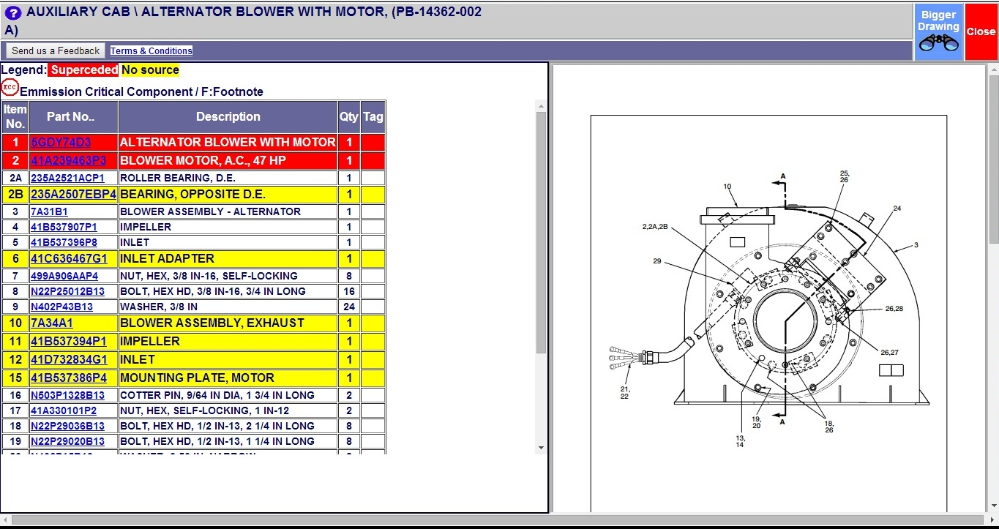 ? AUXILIARY CAB \ ALTERNATOR BLOWER WITH MOTOR, (PB-14362-002
A)
Bigger
Drawing
Close
Send us a Feedback Terms & Conditions
Legend: Superceded No source
ECC Emmission Critical Component / F:Footnote
Item No. Part No.. Description Qty Tag
1 5GDY74D3 ALTERNATOR BLOWER WITH MOTOR 1
2 41A239463P3 BLOWER MOTOR, A.C., 47 HP 1
2A 235A2521ACP1 ROLLER BEARING, D.E. 1
2B 235A2507EBP4 BEARING, OPPOSITE D.E. 1
3 7A31B1 BLOWER ASSEMBLY - ALTERNATOR 1
4 41B537907P1 IMPELLER 1
5 41B537396P8 INLET 1
6 41C636467G1 INLET ADAPTER 1
7 499A906AAP4 NUT, HEX, 3/8 IN-16, SELF-LOCKING 8
8 N22P25012B13 BOLT, HEX HD, 3/8 IN-16, 3/4 IN LONG 16
9 N402P43B13 WASHER, 3/8 IN 24
10 7A34A1 BLOWER ASSEMBLY, EXHAUST 1
11 41B537394P1 IMPELLER 1
12 41D732834G1 INLET 1
15 41B537386P4 MOUNTING PLATE, MOTOR 1
16 N503P1328B13 COTTER PIN, 9/64 IN DIA, 1 3/4 IN LONG 2
17 41A330101P2 NUT, HEX, SELF-LOCKING, 1 IN-12 2
18 N22P29036B13 BOLT, HEX HD, 1/2 IN-13, 2 1/4 IN LONG 8
19 N22P29020B13 BOLT, HEX HD, 1/2 IN-13, 1 1/4 IN LONG 8
A
25,
26
10
24
2,2A,2B
3
29
26,28
26,27
21,
22
19,
20
A
18,
26
13,
14